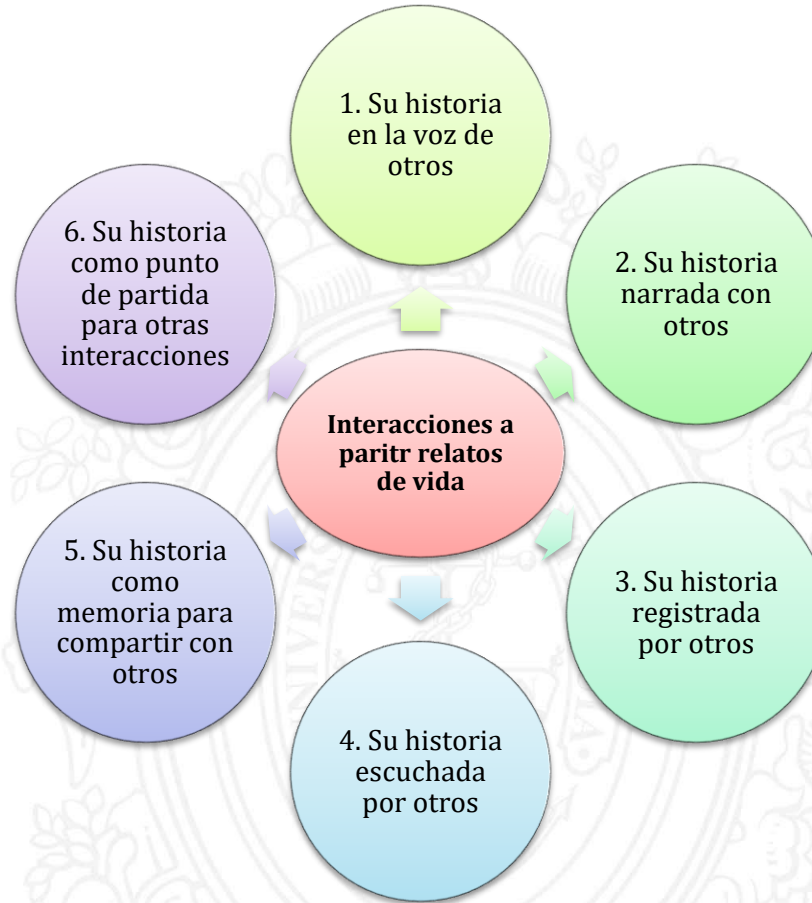 1. Su historia
en la voz de
otros
2. Su historia
narrada con
otros
3. Su historia
registrada
por otros
4. Su historia
escuchada
por otros
5. Su historia
como
memoria para
compartir con
otros
6. Su historia
como punto
de partida
para otras
interacciones
Interacciones a
paritr relatos
de vida
UNIVERS